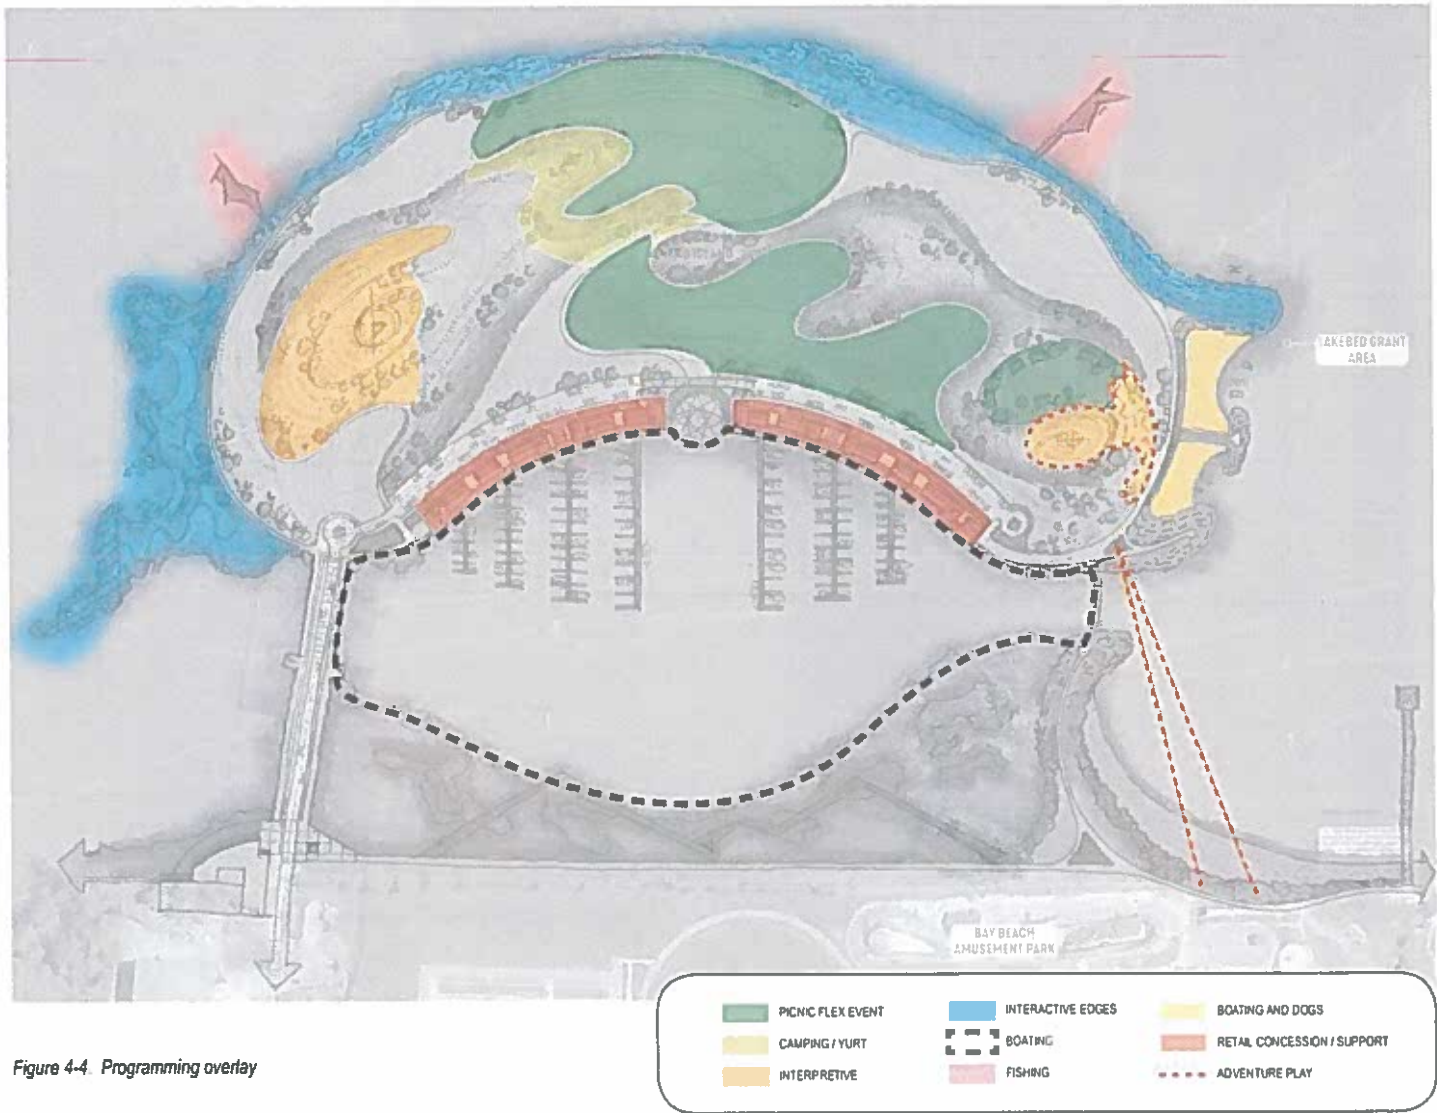 LAKEBED GRANT
AREA
BAY BEACH
AMUSEMENT PARK
PICNIC FLEX EVENT
INTERACTIVE EDGES
BOATING AND DOGS
CAMPING / YURT
BOATING
RETAIL CONCESSION / SUPPORT
INTERPRETIVE
FISHING
ADVENTURE PLAY
Figure 4-4. Programming overlay